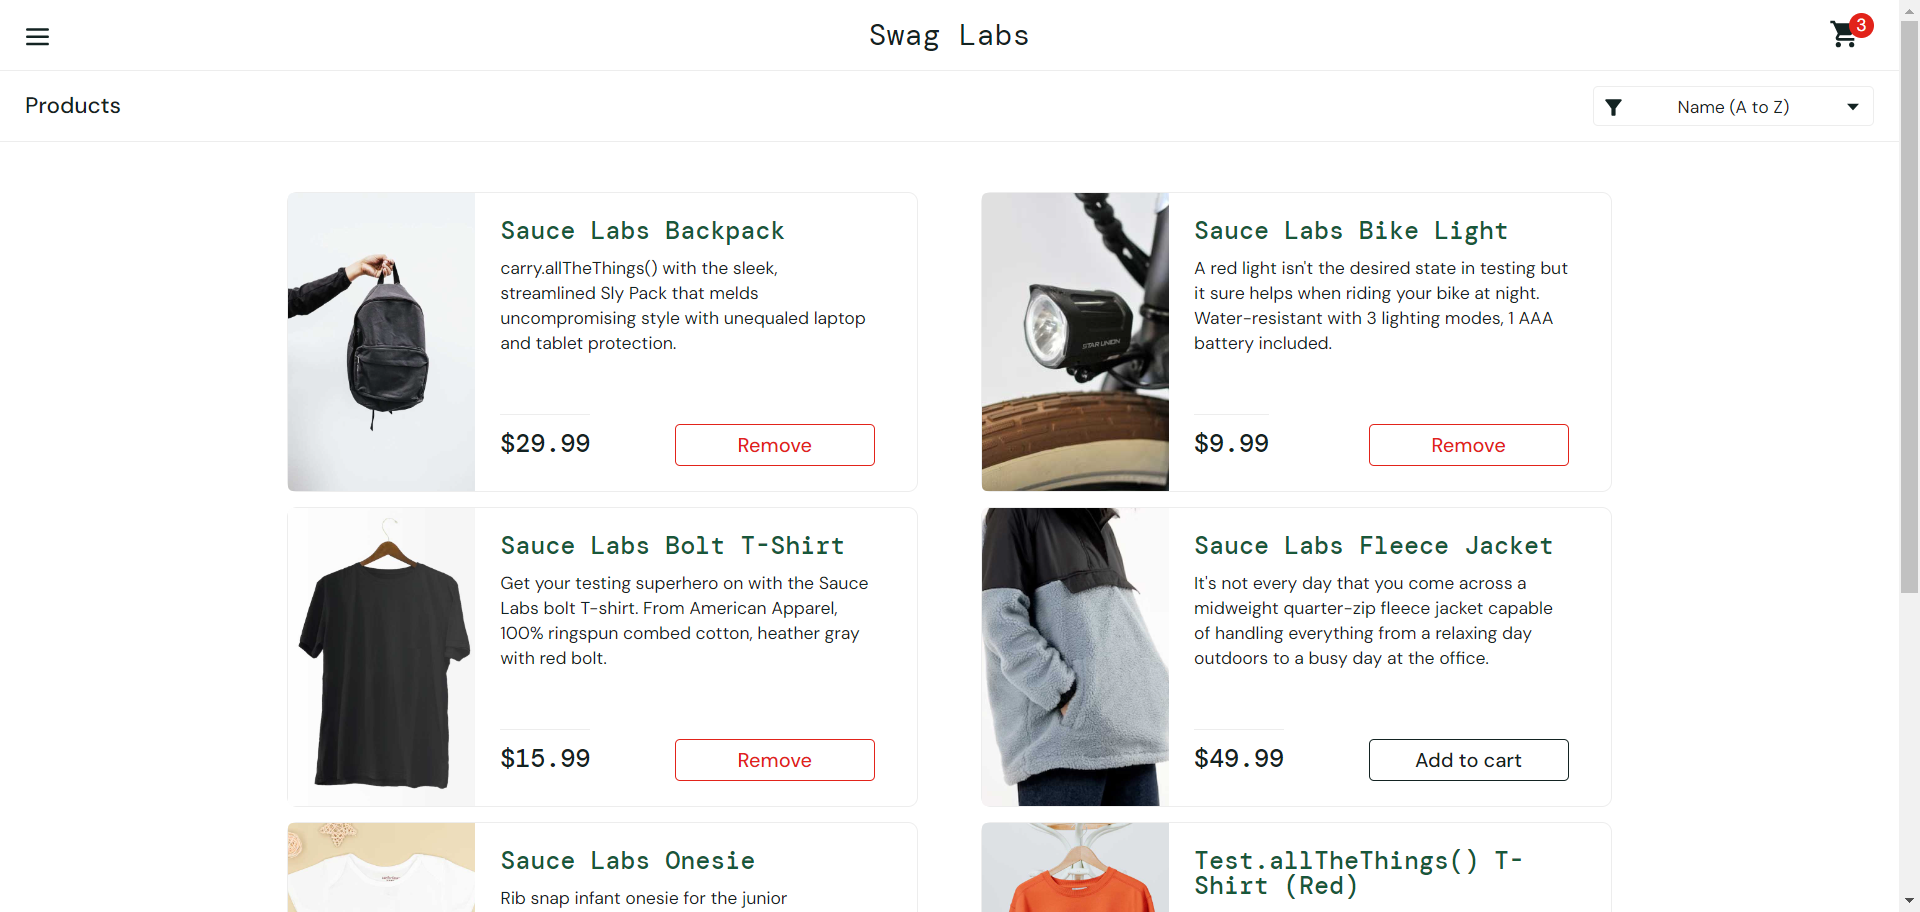 Swag Labs
3
Products
Name (A to Z)
Sauce Labs Backpack
carry.allTheThings() with the sleek,
streamlined Sly Pack that melds
uncompromising style with unequaled laptop
and tablet protection.
$29.99
Remove
STAR UNION
Sauce Labs Bike Light
A red light isn't the desired state in testing but
it sure helps when riding your bike at night.
Water-resistant with 3 lighting modes, 1 AAA
battery included.
$9.99
Remove
Sauce Labs Bolt T-Shirt
Get your testing superhero on with the Sauce
Labs bolt T-shirt. From American Apparel,
100% ringspun combed cotton, heather gray
with red bolt.
$15.99
Remove
Sauce Labs Fleece Jacket
It's not every day that you come across a
midweight quarter-zip fleece jacket capable
of handling everything from a relaxing day
outdoors to a busy day at the office.
$49.99
Add to cart
Sauce Labs Onesie
Rib snap infant onesie for the junior
Test.allTheThings() T-
Shirt (Red)